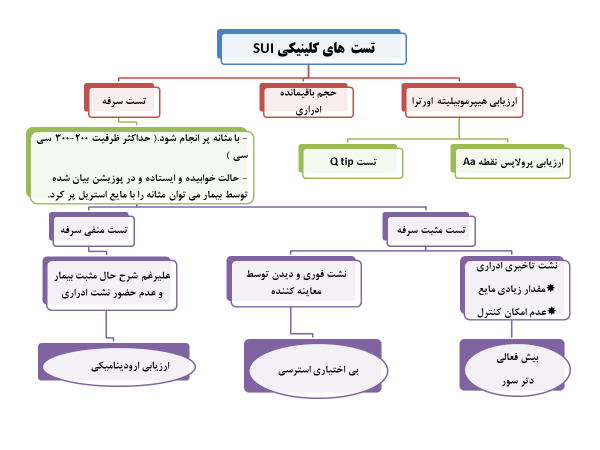 تست های کلینیکی SUI
ارزیابی هیپرموبیلیته اورترا
حجم باقیمانده
ادراری
تست سرفه
ارزیابی پرولاپس نقطه Aa
تست Q tip
- با مثانه پر انجام شود.( حداکثر ظرفیت ۲۰۰-۳۰۰ سی
سی )
- حالت خوابیده و ایستاده و در پوزیشن بیان شده
توسط بیمار می توان مثانه را با مایع استریل پر کرد.
تست مثبت سرفه
تست منفی سرفه
نشت تاخیری ادراری
✸مقدار زیادی مایع
✸عدم امکان کنترل
نشت فوری و دیدن توسط
معاینه کننده
علیرغم شرح حال مثبت بیمار
و عدم حضور نشت ادراری
بیش فعالی
دتر سور
بی اختیاری استرسی
ارزیابی ارودینامیکی